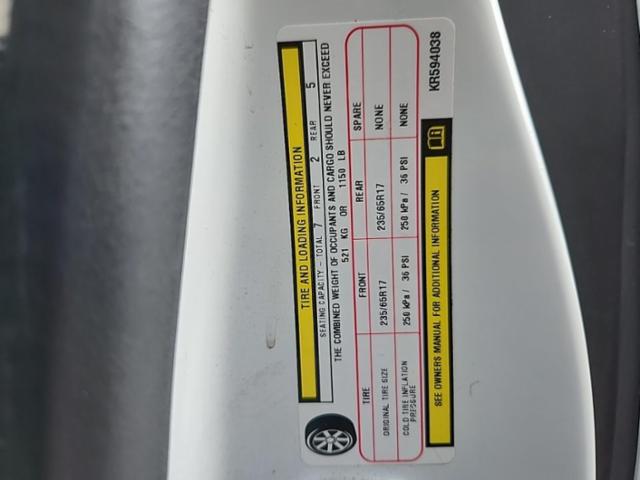 TIRE AND LOADING INFORMATION
SEATING CAPACITY - TOTAL 7 FRONT 2 REAR 5
THE COMBINED WEIGHT OF OCCUPANTS AND CARGO SHOULD NEVER EXCEED
521 KG OR 1150 LB
TIRE FRONT REAR SPARE
ORIGINAL TIRE SIZE 235/65R17 235/65R17 NONE
COLD TIRE INFLATION PRESSURE 250 kPa / 36 PSI 250 kPa / 36 PSI NONE
SEE OWNERS MANUAL FOR ADDITIONAL INFORMATION
KR594038